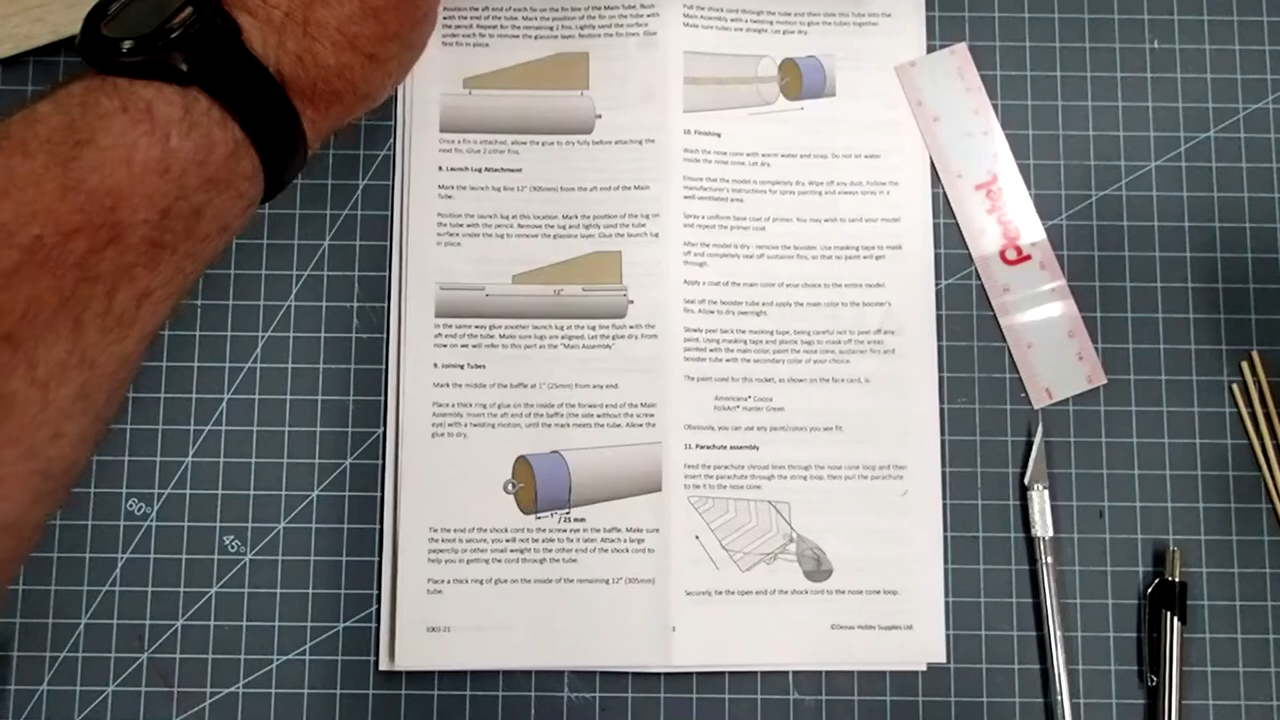 Position the aft end of each fin on the fin line of the Main Tube, flush
with the end of the tube. Mark the position of the fin on the tube with
the pencil. Repeat for the remaining 2 fins. Lightly sand the surface
under each fin to remove the glassine layer. Restore the fin lines. Glue
first fin in place.
Once a fin is attached, allow the glue to dry fully before attaching the
next fin. Glue 2 other fins.
8. Launch Lug Attachment
Mark the launch lug line 12" (305mm) from the aft end of the Main
Tube.
Position the launch lug at this location. Mark the position of the lug on
the tube with the pencil. Remove the lug and lightly sand the tube
surface under the lug to remove the glassine layer. Glue the launch lug
in place.
12"
In the same way glue another launch lug at the lug line flush with the
aft end of the tube. Make sure lugs are aligned. Let the glue dry. From
now on we will refer to this part as the "Main Assembly"
9. Joining Tubes
Mark the middle of the baffle at 1" (25mm) from any end.
Place a thick ring of glue on the inside of the forward end of the Main
Assembly. Insert the aft end of the baffle (the side without the screw
eye) with a twisting motion, until the mark meets the tube. Allow the
glue to dry.
1"
/ 25 mm
Tie the end of the shock cord to the screw eye in the baffle. Make sure
the knot is secure, you will not be able to fix it later. Attach a large
paperclip or other small weight to the other end of the shock cord to
help you in getting the cord through the tube.
Place a thick ring of glue on the inside of the remaining 12" (305mm)
tube.
1003-21
Pull the shock cord through the tube and then slide this Tube into the
Main Assembly with a twisting motion to glue the tubes together.
Make sure tubes are straight. Let glue dry.
10. Finishing
Wash the nose cone with warm water and soap. Do not let water
inside the nose cone. Let dry.
Ensure that the model is completely dry. Wipe off any dust. Follow the
manufacturer's instructions for spray painting and always spray in a
well-ventilated area.
Spray a uniform base coat of primer. You may wish to sand your model
and repeat the primer coat.
After the model is dry - remove the booster. Use masking tape to mask
off and completely seal off sustainer fins, so that no paint will get
through.
Apply a coat of the main color of your choice to the entire model.
Seal off the booster tube and apply the main color to the booster's
fins. Allow to dry overnight.
Slowly peel back the masking tape, being careful not to peel off any
paint. Using masking tape and plastic bags to mask off the areas
painted with the main color, paint the nose cone, sustainer fins and
booster tube with the secondary color of your choice.
The paint used for this rocket, as shown on the face card, is:
Americana® Cocoa
FolkArt® Hunter Green
Obviously, you can use any paint/colors you see fit.
11. Parachute assembly
Feed the parachute shroud lines through the nose cone loop and then
insert the parachute through the string loop, then pull the parachute
to tie it to the nose cone.
Securely, tie the open end of the shock cord to the nose cone loop.
3
©Denau Hobby Supplies Ltd.
Pentel
60°
45°